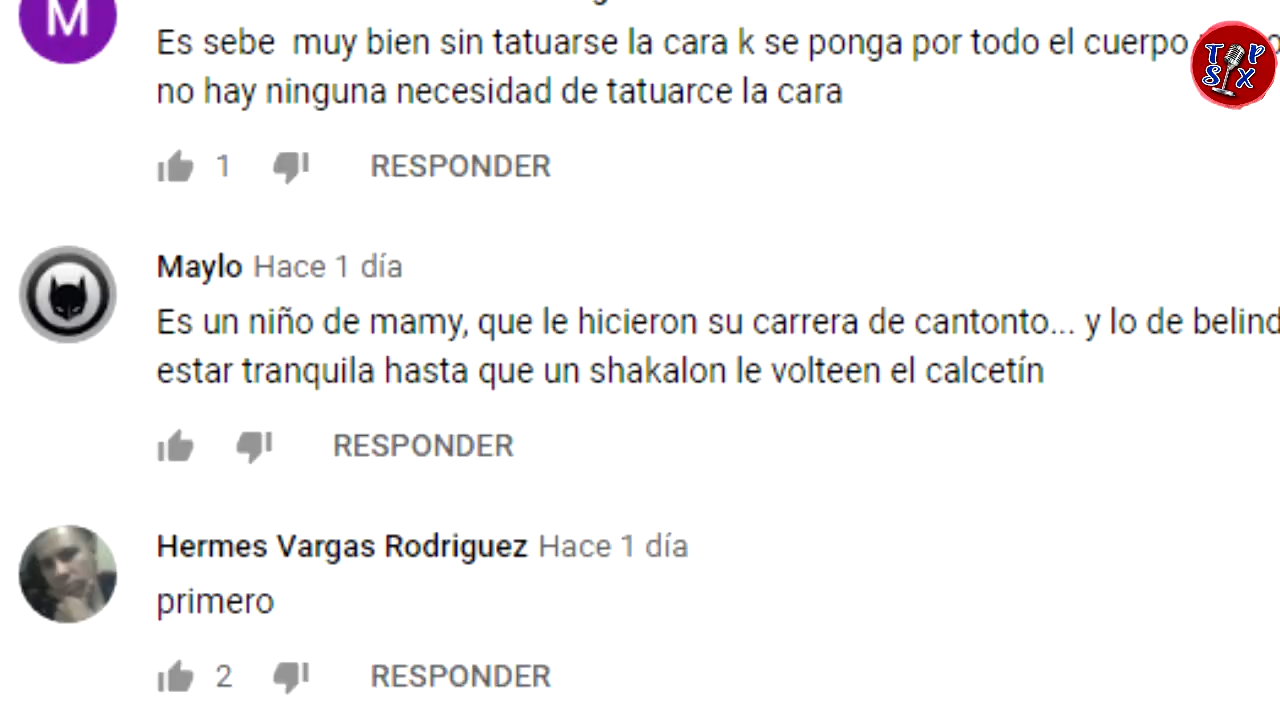 M
Es sebe muy bien sin tatuarse la cara k se ponga por todo el cuerpo
no hay ninguna necesidad de tatuarce la cara
1 RESPONDER
Maylo Hace 1 día
Es un niño de mamy, que le hicieron su carrera de cantonto... y lo de belind
estar tranquila hasta que un shakalon le volteen el calcetín
RESPONDER
Hermes Vargas Rodriguez Hace 1 día
primero
2 RESPONDER
TOP
SIX